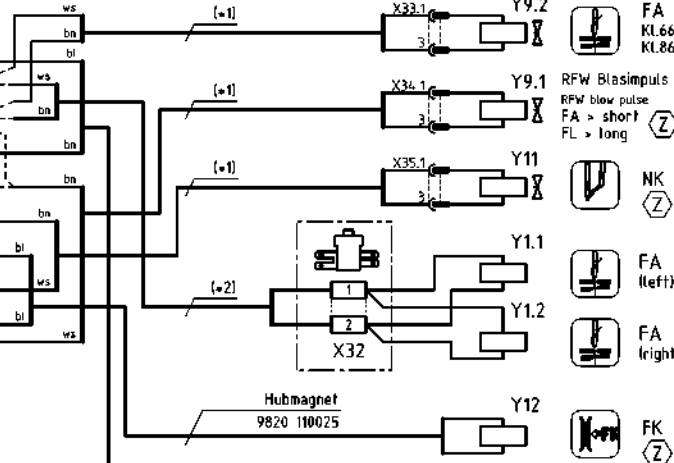 ws
(*1)
X33.1
3
Y9.2
FA
KL.66
KL.86
bn
bl
ws
bn
(*1)
X34.1
3
Y9.1
RFW Blasimpuls
RFW blow pulse
FA > short
FL > long
Z
bn
bn
(*1)
X35.1
3
Y11
NK
Z
bn
bl
ws
bl
ws
(*2)
1
2
X32
Y1.1
FA
(left)
Y1.2
FA
(right
Hubmagnet
9820 110025
Y12
FK
FK
Z